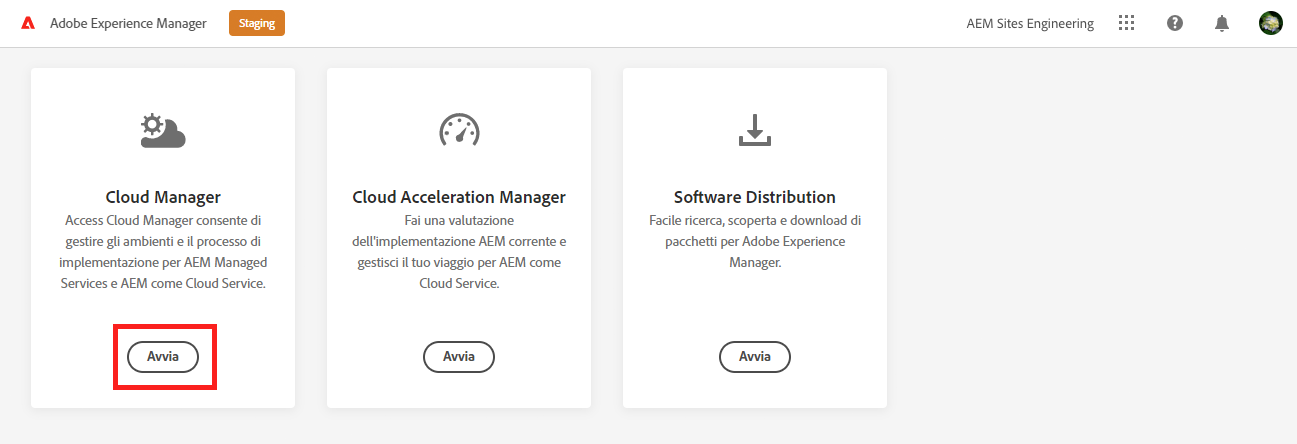 Adobe Experience Manager
Staging
AEM Sites Engineering
Cloud Manager
Access Cloud Manager consente di
gestire gli ambienti e il processo di
implementazione per AEM Managed
Services e AEM come Cloud Service.
Avvia
Cloud Acceleration Manager
Fai una valutazione
dell'implementazione AEM corrente e
gestisci il tuo viaggio per AEM come
Cloud Service.
Avvia
Software Distribution
Facile ricerca, scoperta e download di
pacchetti per Adobe Experience
Manager.
Avvia